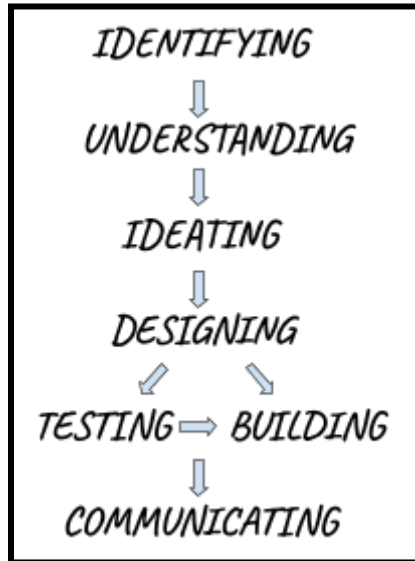 IDENTIFYING
UNDERSTANDING
IDEATING
DESIGNING
TESTING BUILDING
COMMUNICATING